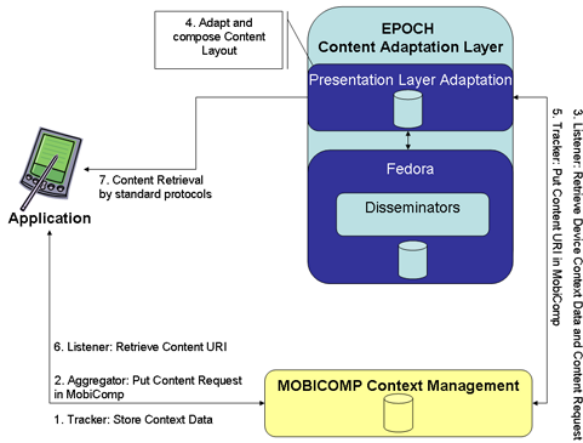 4. Adapt and
compose Content
Layout
EPOCH
Content Adaptation Layer
Presentation Layer Adaptation
Fedora
Disseminators
7. Content Retrieval
by standard protocols
Application
3. Listener: Retrieve Device Context Data and Content Request
5. Tracker: Put Content URI in MobiComp
6. Listener: Retrieve Content URI
2. Aggregator: Put Content Request
in MobiComp
1. Tracker: Store Context Data
MOBICOMP Context Management